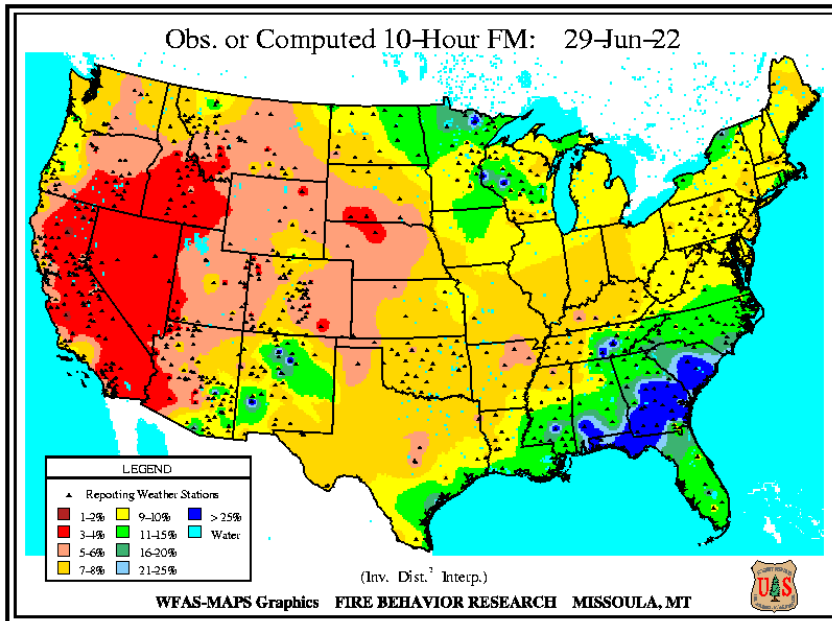 Obs. or Computed 10-Hour FM: 29-Jun-22
LEGEND
Reporting Weather Stations
1-2% 9-10% > 25%
3-4% 11-15% Water
5-6% 16-20%
7-8% 21-25%
(Inv. Dist.² Interp.)
WFAS-MAPS Graphics FIRE BEHAVIOR RESEARCH MISSOULA, MT
U S